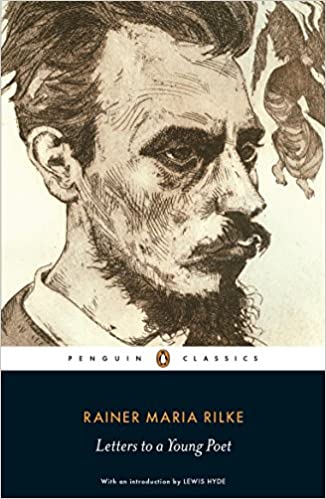 PENGUIN CLASSICS
RAINER MARIA RILKE
Letters to a Young Poet
With an introduction by LEWIS HYDE